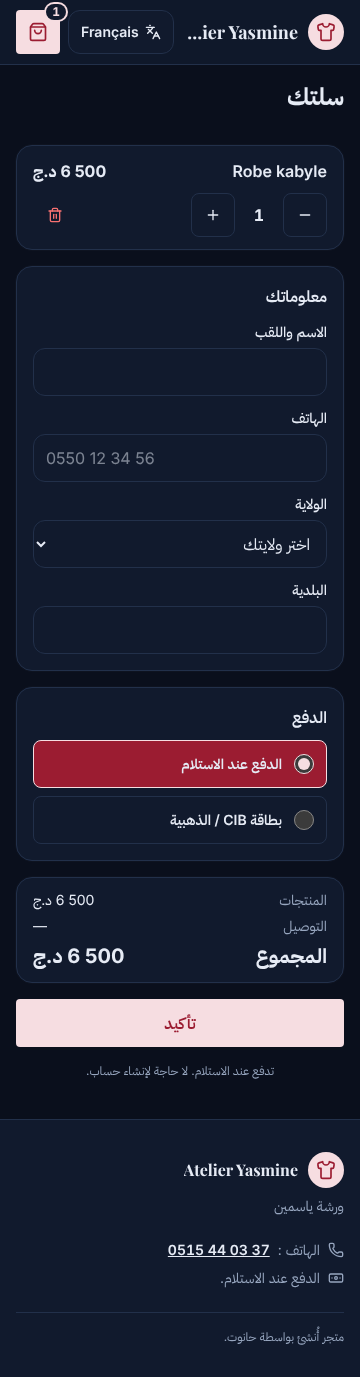 ...ier Yasmine
Français
1
سلتك
Robe kabyle
6 500 د.ج
1
معلوماتك
الاسم واللقب
الهاتف
0550 12 34 56
الولاية
اختر ولايتك
البلدية
الدفع
الدفع عند الاستلام
بطاقة CIB / الذهبية
المنتجات
6 500 د.ج
التوصيل
—
المجموع
6 500 د.ج
تأكيد
تدفع عند الاستلام. لا حاجة لإنشاء حساب.
Atelier Yasmine
ورشة ياسمين
الهاتف : 0515 44 03 37
الدفع عند الاستلام.
متجر أُنشئ بواسطة حانوت.